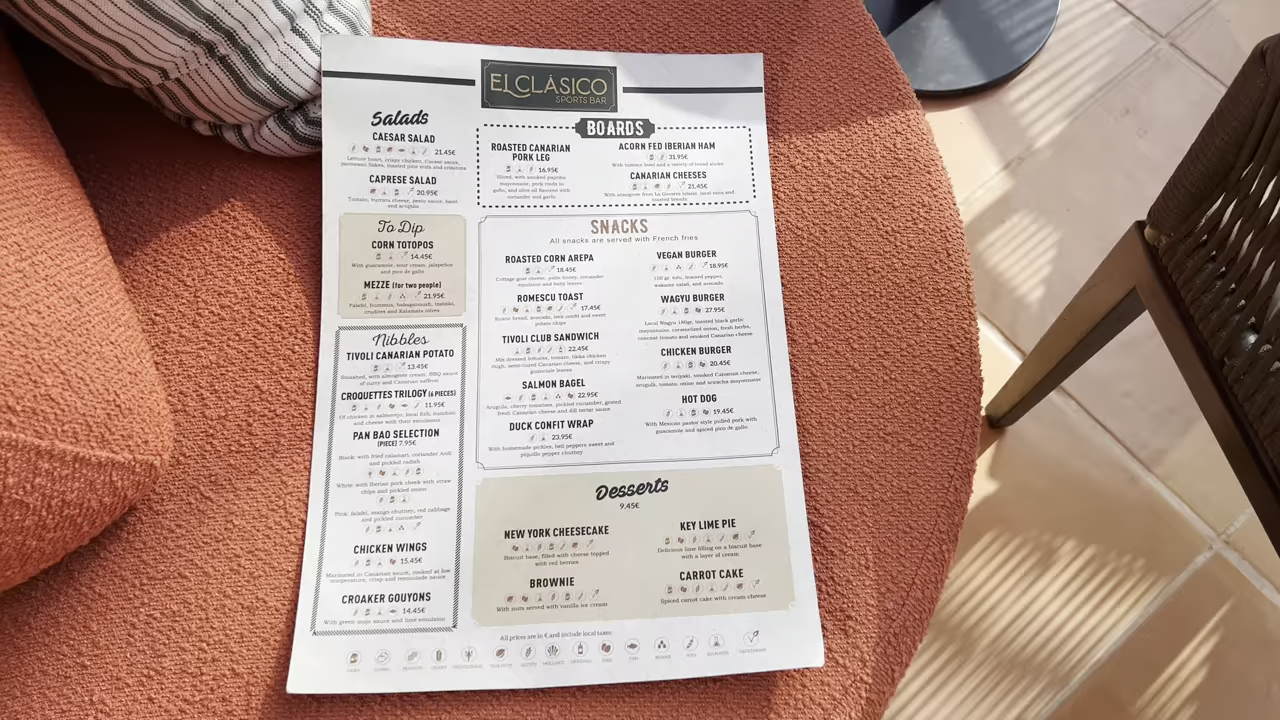 EL CLÁSICO
SPORTS BAR
Salads
CAESAR SALAD
21.45€
Lettuce heart, crispy chicken, Caesar sauce,
parmesan flakes, toasted pine nuts and croutons
CAPRESE SALAD
20.95€
Tomato, burrata cheese, pesto sauce, basil
and arugula
To Dip
CORN TOTOPOS
14.45€
With guacamole, sour cream, jalapeños
and pico de gallo
MEZZE (for two people)
21.95€
Falafel, hummus, babaganoush, tzatziki,
crudites and Kalamata olives
Nibbles
TIVOLI CANARIAN POTATO
13.45€
Smashed, with almogrote cream, BBQ sauce
of curry and Canarian saffron
CROQUETTES TRILOGY (6 PIECES)
11.95€
Of chicken in salmorejo, local fish, zucchini
and cheese with their emulsions
PAN BAO SELECTION
(PIECE) 7.95€
Black: with fried calamari, coriander Aioli
and pickled radish
White: with Iberian pork cheek with straw
chips and pickled onion
Pink: falafel, mango chutney, red cabbage
and pickled cucumber
CHICKEN WINGS
15.45€
Marinated in Canarian sauce, cooked at low
temperature, crisp and remoulade sauce
CROAKER GOUYONS
14.45€
With green mojo sauce and lime emulsion
BOARDS
ROASTED CANARIAN
PORK LEG
16.95€
Sliced, with smoked paprika
mayonnaise, pork rinds in
gofio, and olive oil flavored with
coriander and garlic
ACORN FED IBERIAN HAM
31.95€
With tomato bowl and a variety of bread sticks
CANARIAN CHEESES
21.45€
With almogrote from La Gomera island, local nuts and
toasted breads
SNACKS
All snacks are served with French fries
ROASTED CORN AREPA
18.45€
Cottage goat cheese, palm honey, coriander
emulsion and baby leaves
ROMESCU TOAST
17.45€
Rustic bread, avocado, leek confit and sweet
potato chips
TIVOLI CLUB SANDWICH
22.45€
Mix dressed lettuces, tomato, tikka chicken
thigh, semi-cured Canarian cheese, and crispy
guanciale leaves
SALMON BAGEL
22.95€
Arugula, cherry tomatoes, pickled cucumber, grated
fresh Canarian cheese and dill tartar sauce
DUCK CONFIT WRAP
23.95€
With homemade pickles, bell peppers sweet and
piquillo pepper chutney
VEGAN BURGER
18.95€
180 gr. tofu, braised pepper,
wakame salad, and avocado
WAGYU BURGER
27.95€
Local Wagyu 180gr, toasted black garlic
mayonnaise, caramelized onion, fresh herbs,
tomato and smoked Canarian cheese
CHICKEN BURGER
20.45€
Marinated in teriyaki, smoked Canarian cheese,
arugula, tomato, onion and sriracha mayonnaise
HOT DOG
19.45€
With Mexican pastor style pulled pork with
guacamole and spiced pico de gallo
Desserts
9.45€
NEW YORK CHEESECAKE
Biscuit base, filled with cheese topped
with red berries
BROWNIE
With nuts served with vanilla ice cream
KEY LIME PIE
Delicious lime filling on a biscuit base
with a layer of cream
CARROT CAKE
Spiced carrot cake with cream cheese
All prices are in € and include local taxes